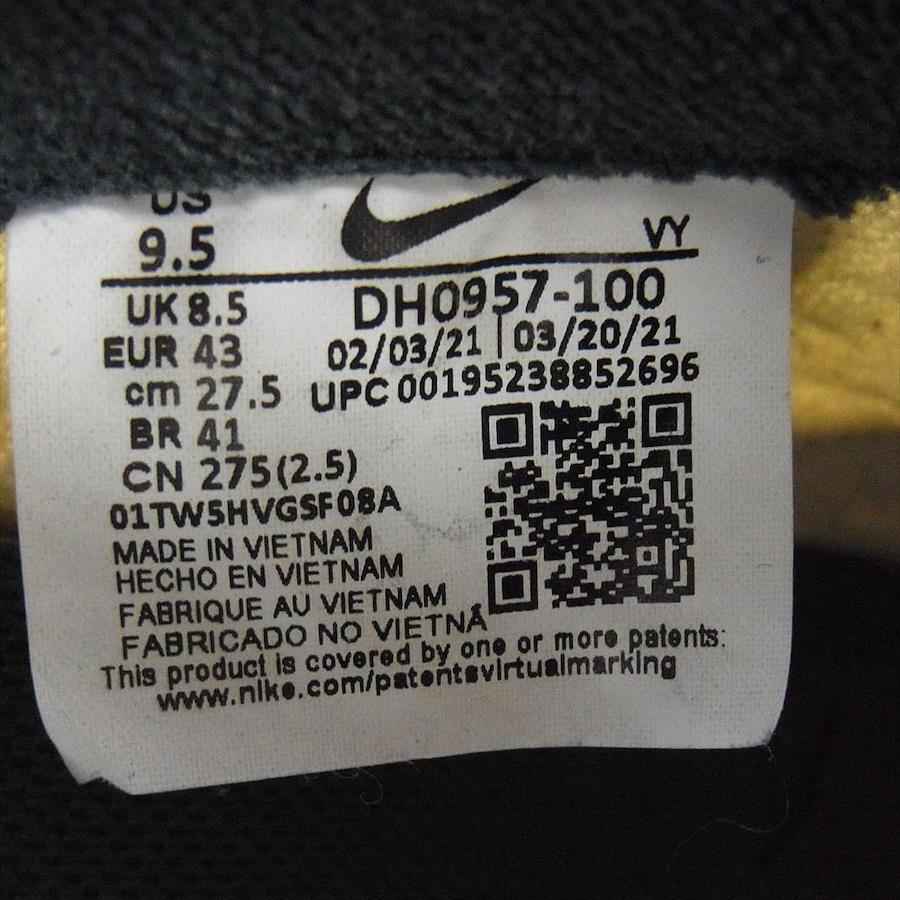 US
9.5
VY
UK 8.5
DH0957-100
EUR 43
02/03/21 | 03/20/21
cm 27.5
UPC 00195238852696
BR 41
CN 275(2.5)
01TW5HVGSF08A
MADE IN VIETNAM
HECHO EN VIETNAM
FABRIQUE AU VIETNAM
FABRICADO NO VIETNÃ
This product is covered by one or more patents:
www.nike.com/patentsvirtualmarking